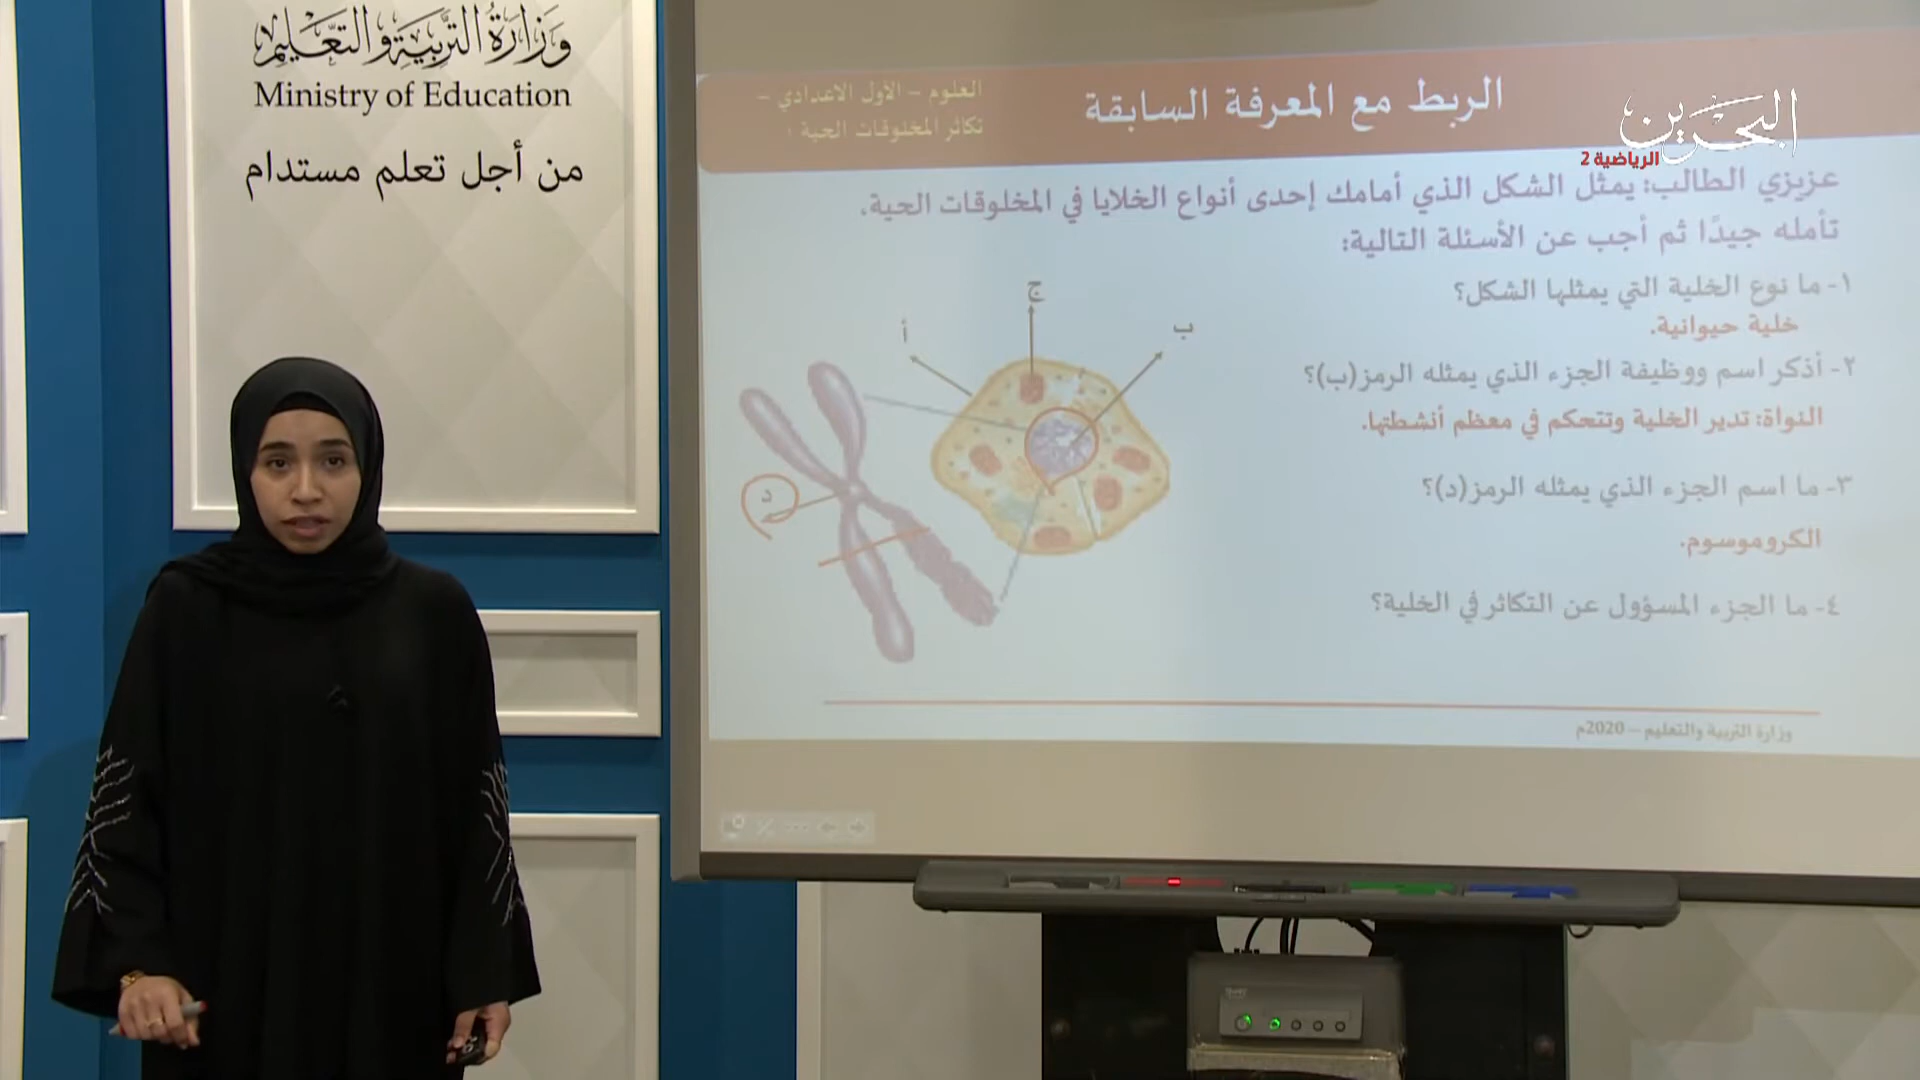 وزارة التربية والتعليم
Ministry of Education
من أجل تعلم مستدام
البحرين
الرياضية 2
الربط مع المعرفة السابقة
العلوم – الأول الاعدادي –
تكاثر المخلوقات الحية ١
عزيزي الطالب: يمثل الشكل الذي أمامك إحدى أنواع الخلايا في المخلوقات الحية.
تأمله جيدًا ثم أجب عن الأسئلة التالية:
١- ما نوع الخلية التي يمثلها الشكل؟
خلية حيوانية.
٢- أذكر اسم ووظيفة الجزء الذي يمثله الرمز(ب)؟
النواة: تدير الخلية وتتحكم في معظم أنشطتها.
٣- ما اسم الجزء الذي يمثله الرمز(د)؟
الكروموسوم.
٤- ما الجزء المسؤول عن التكاثر في الخلية؟
ج
ب
أ
د
وزارة التربية والتعليم – 2020م